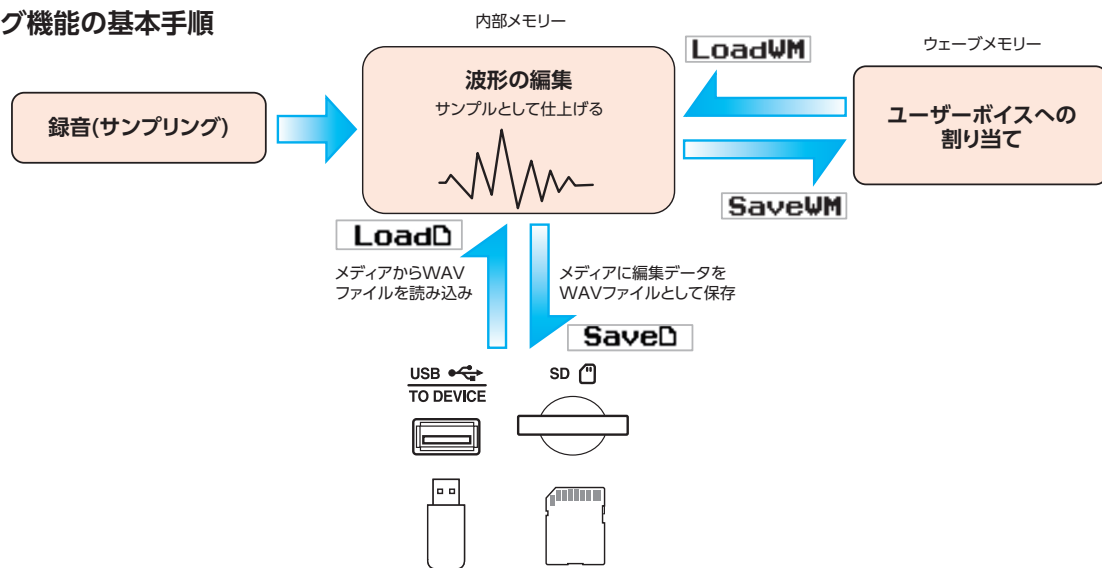 グ機能の基本手順
内部メモリー
LoadWM
ウェーブメモリー
波形の編集
サンプルとして仕上げる
録音(サンプリング)
ユーザーボイスへの
割り当て
SaveWM
Load
メディアからWAV
ファイルを読み込み
メディアに編集データを
WAVファイルとして保存
Save
USB
TO DEVICE
SD